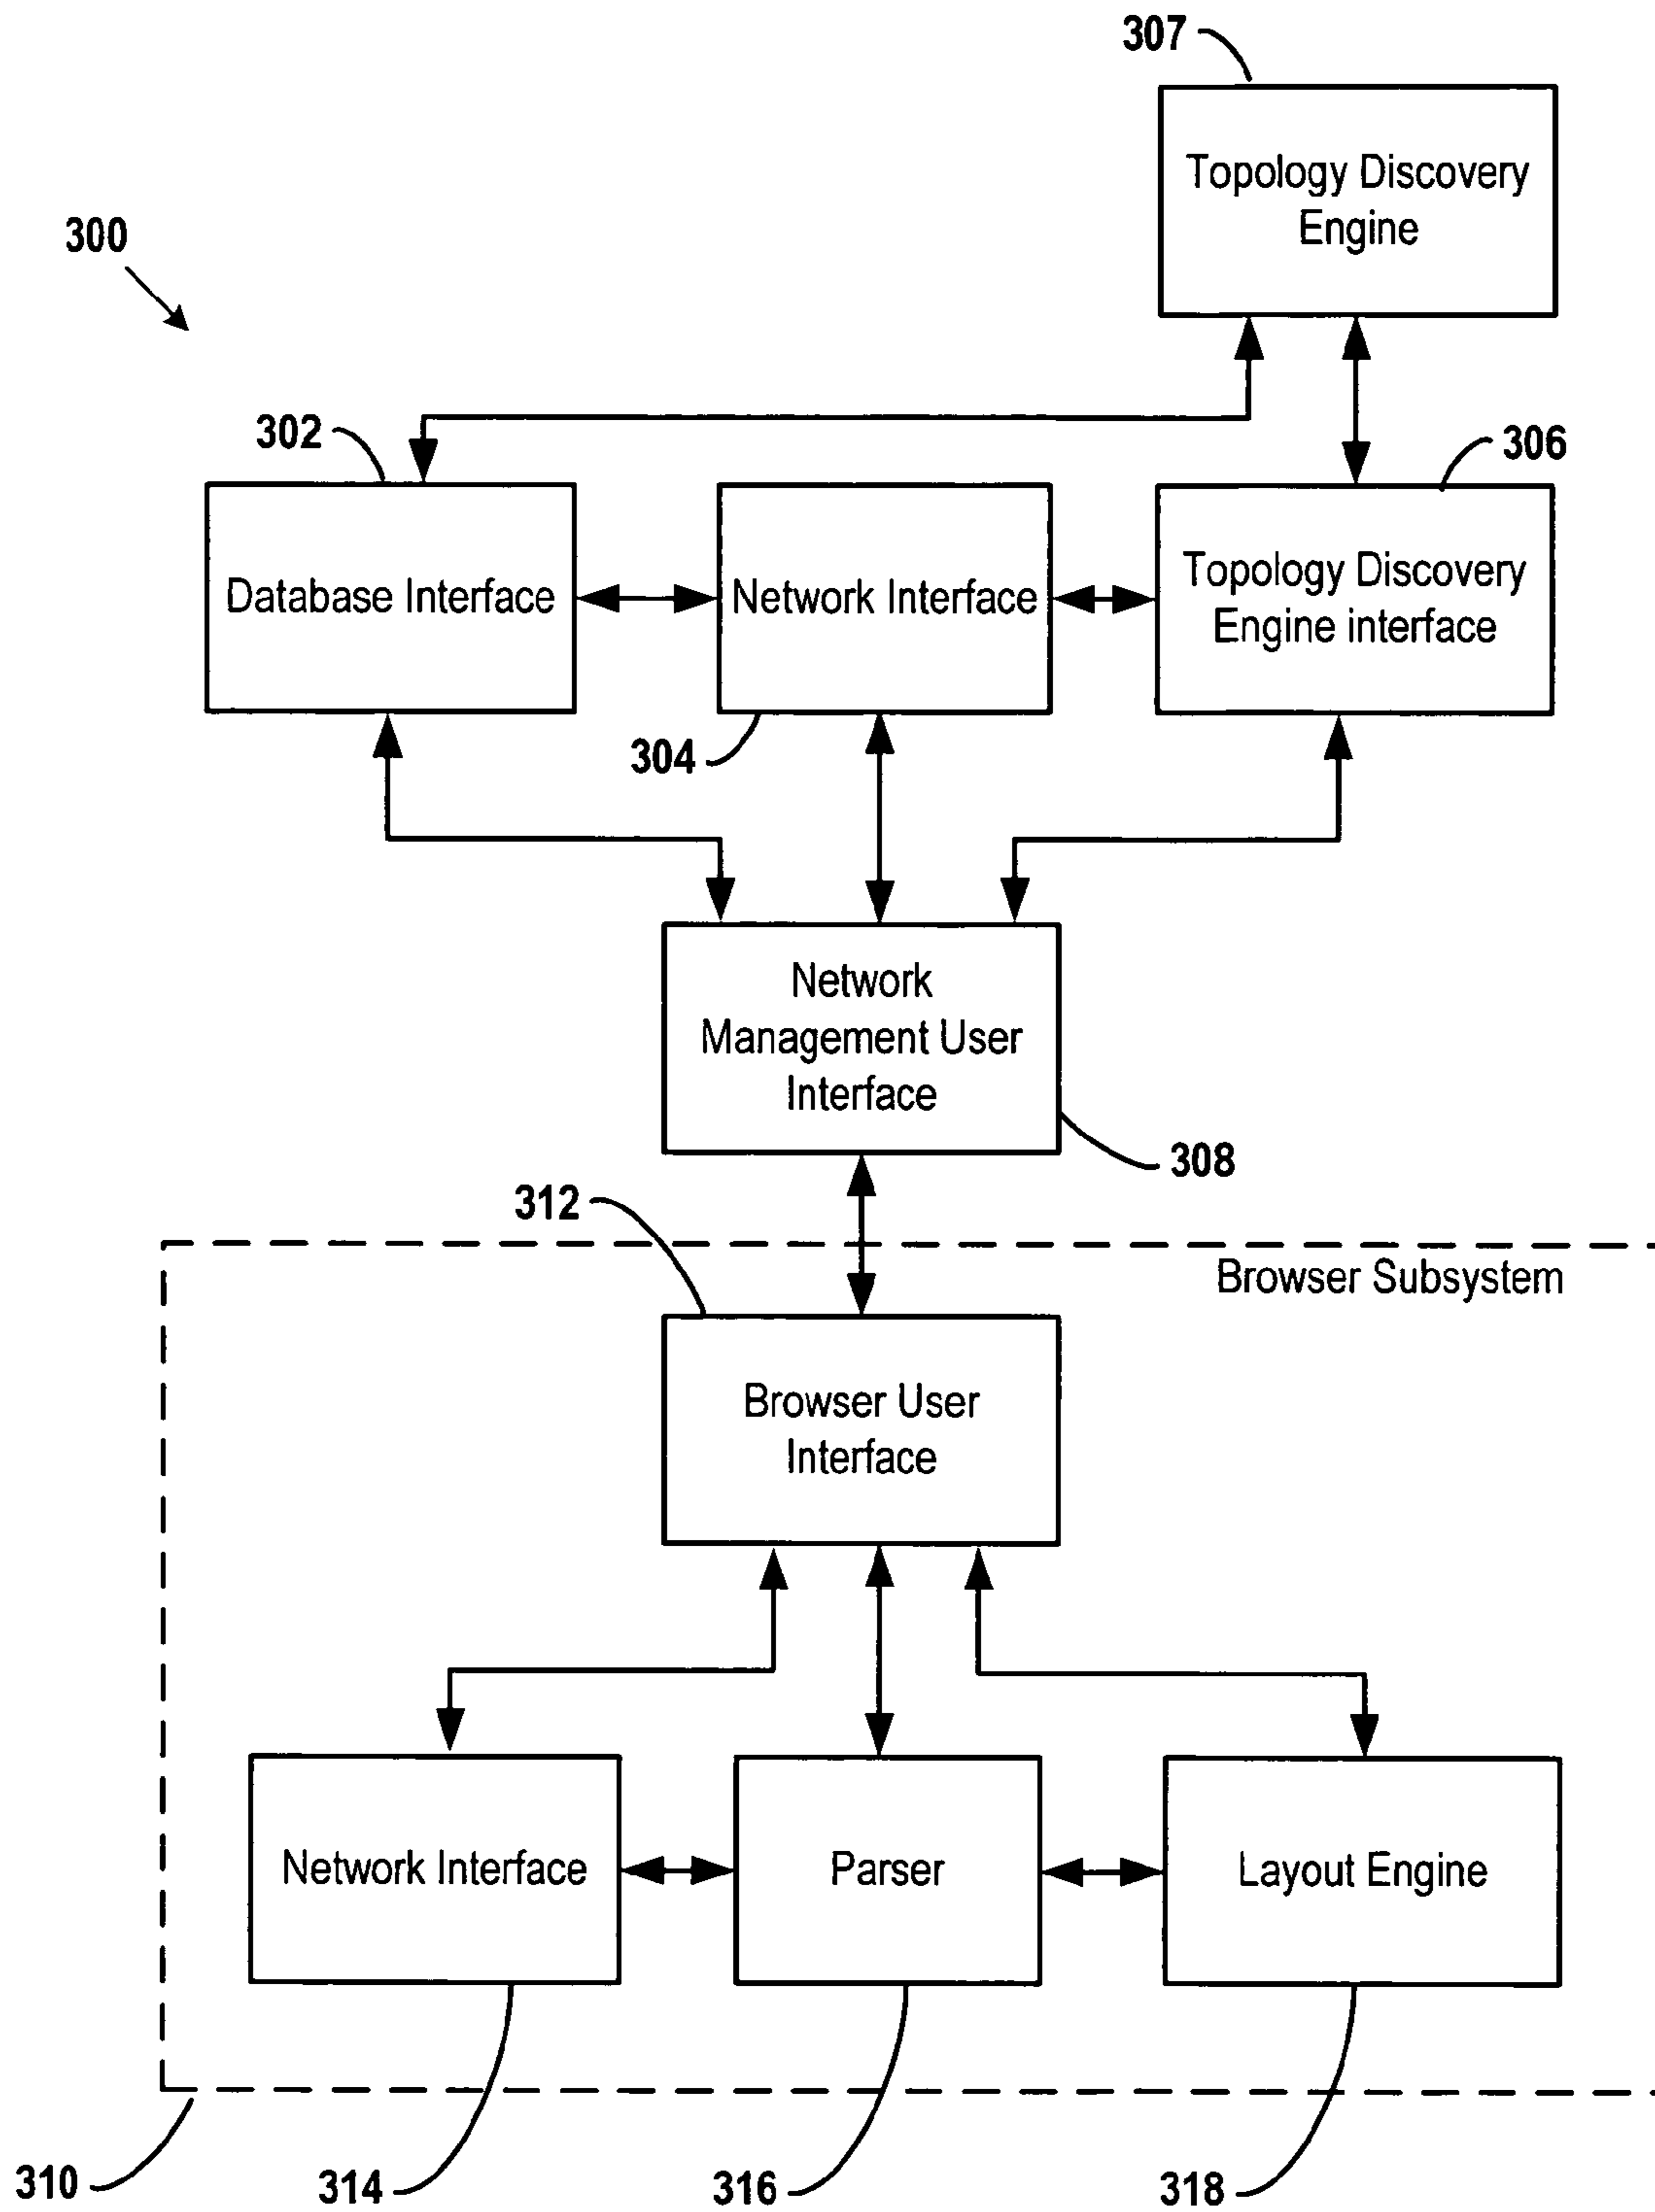 307
Topology Discovery
Engine
300
302
306
Database Interface
Network Interface
Topology Discovery
Engine interface
304
Network
Management User
Interface
308
312
Browser Subsystem
Browser User
Interface
Network Interface
Parser
Layout Engine
310
314
316
318